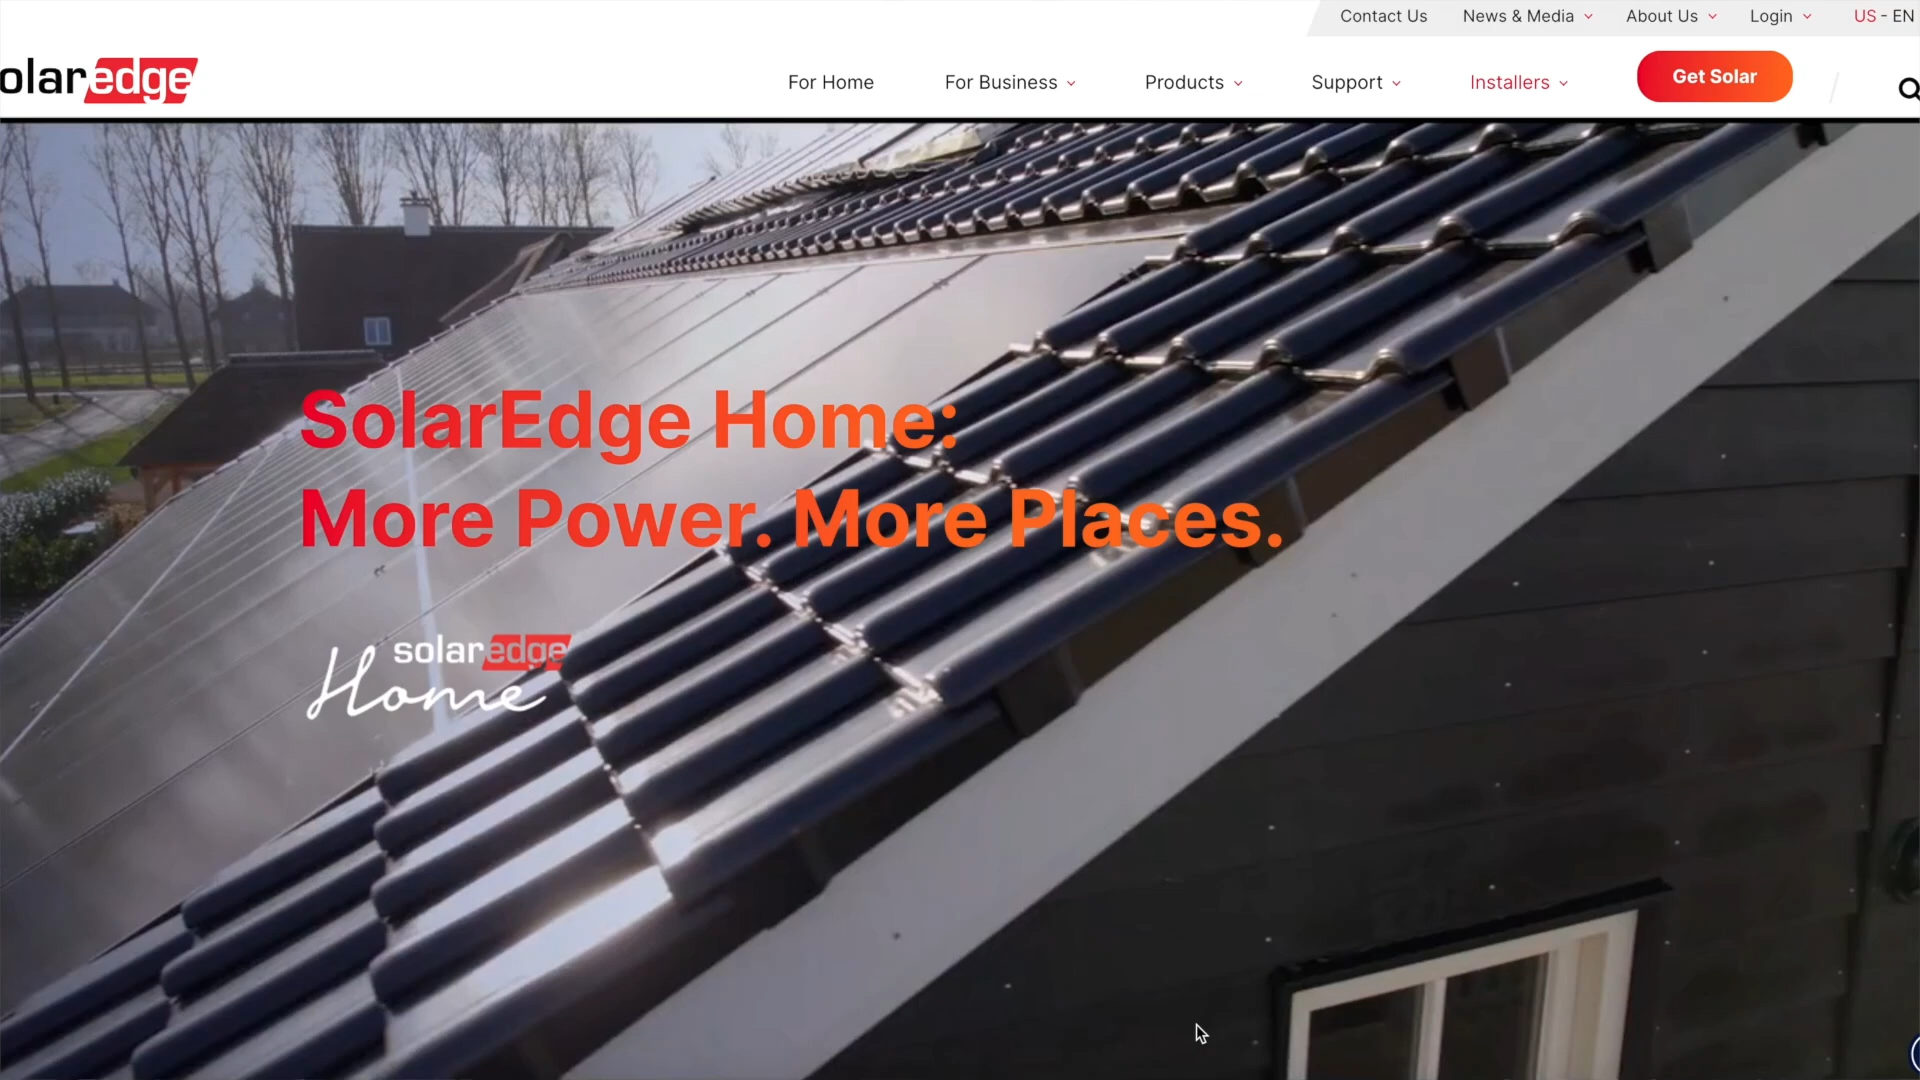 Contact Us News & Media About Us Login US - EN
olaredge
For Home For Business Products Support Installers Get Solar
SolarEdge Home:
More Power. More Places.
solaredge
Home